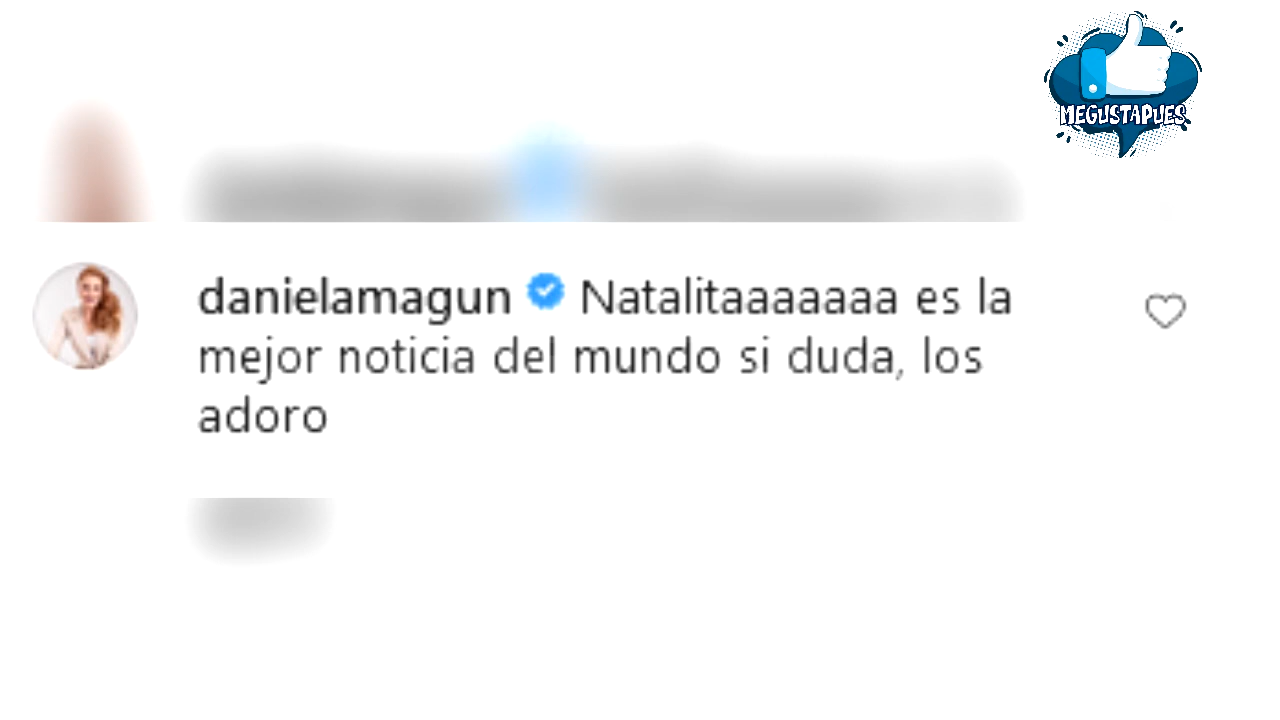 MEGUSTAPUES
danielamagun Natalitaaaaaaa es la
mejor noticia del mundo si duda, los
adoro